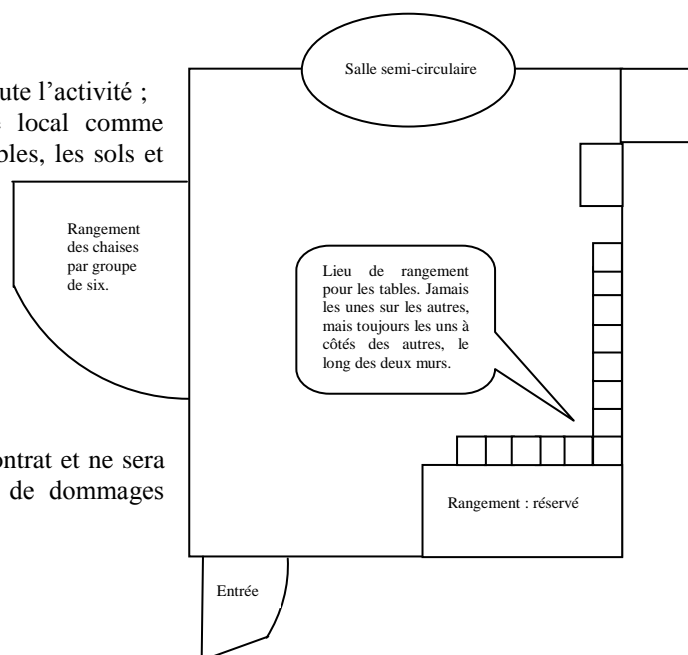 Salle semi-circulaire
ute l’activité ;
local comme
bles, les sols et
Rangement
des chaises
par groupe
de six.
Lieu de rangement
pour les tables. Jamais
les unes sur les autres,
mais toujours les uns à
côtés des autres, le
long des deux murs.
ontrat et ne sera
de dommages
Rangement : réservé
Entrée